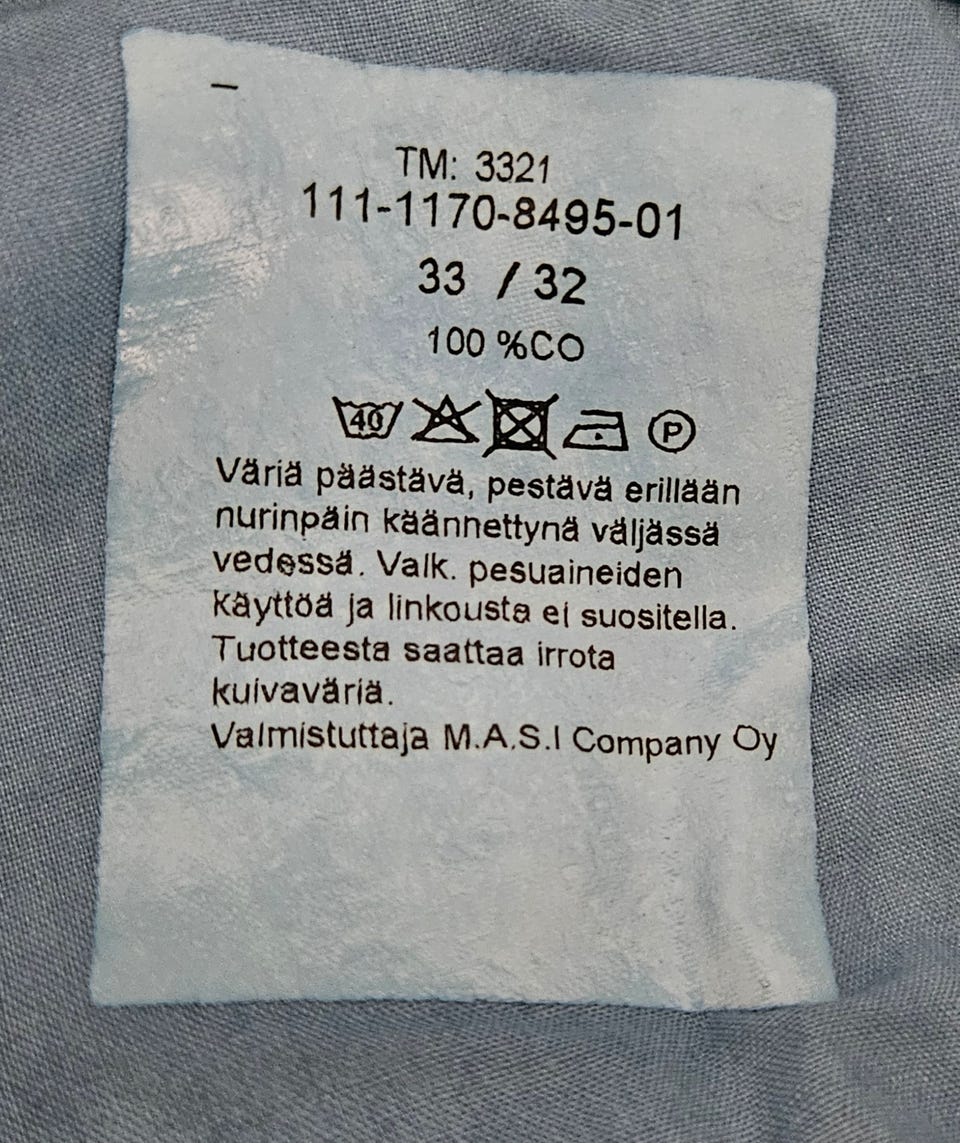 TM: 3321
111-1170-8495-01
33 / 32
100 %CO
40 P
Väriä päästävä, pestävä erillään
nurinpäin käännettynä väljässä
vedessä. Valk. pesuaineiden
käyttöä ja linkousta ei suositella.
Tuotteesta saattaa irrota
kuivaväriä.
Valmistuttaja M.A.S.I Company Oy